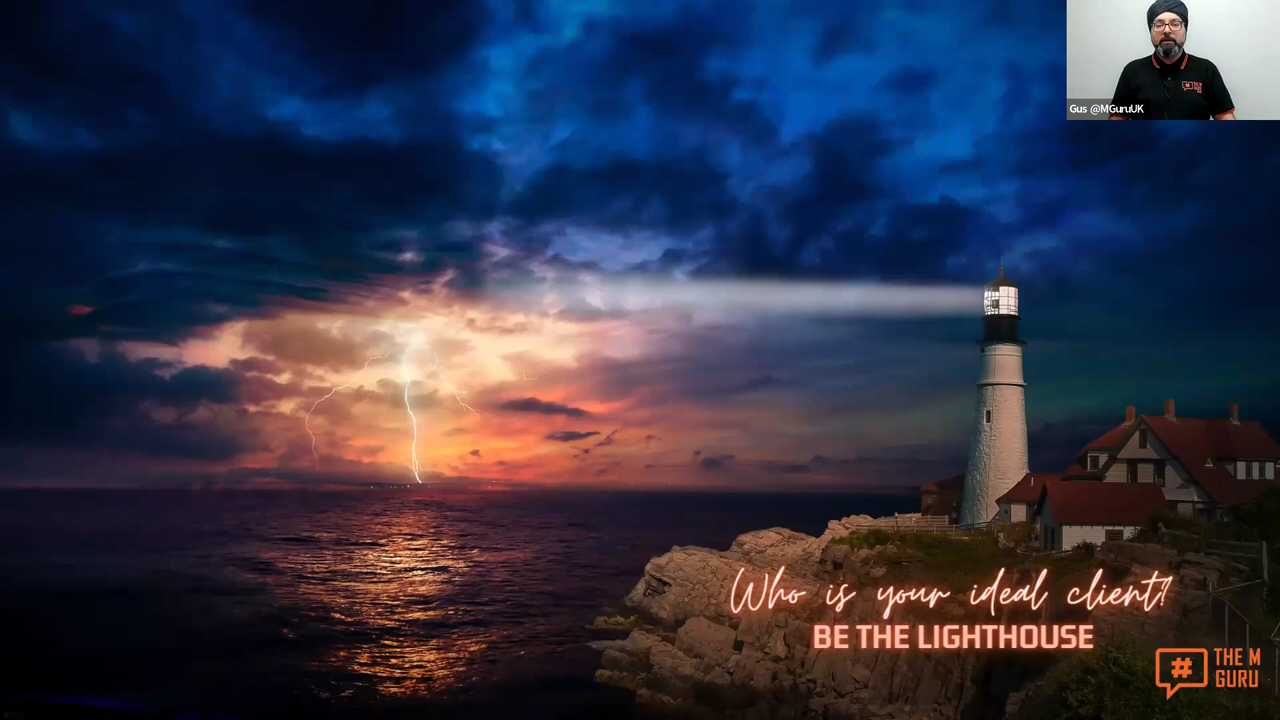 Gus @MGuruUK
Who is your ideal client?
BE THE LIGHTHOUSE
#
THE M
GURU